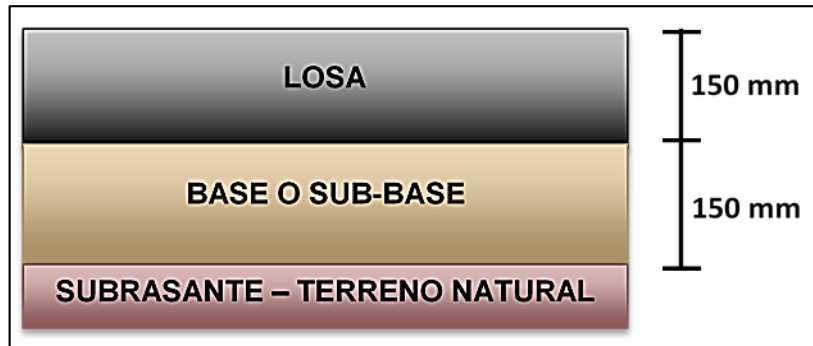 LOSA
150 mm
BASE O SUB-BASE
150 mm
SUBRASANTE – TERRENO NATURAL